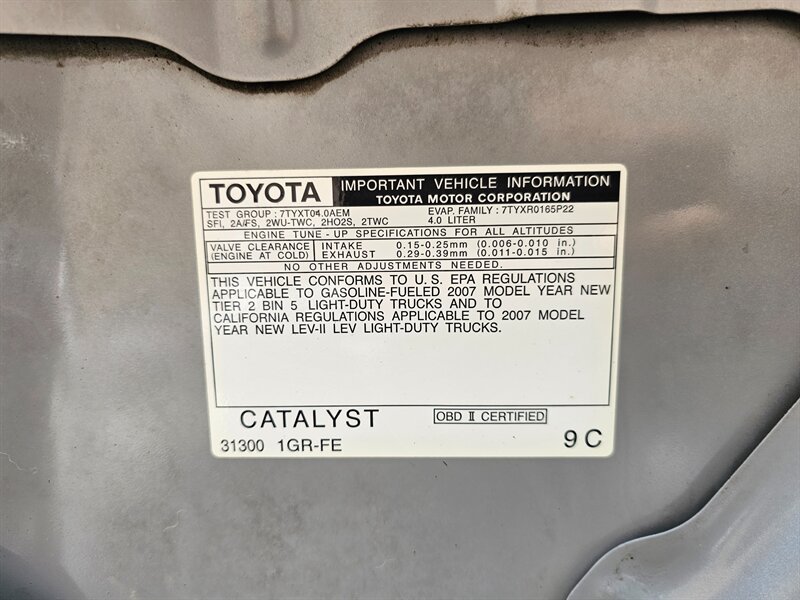 TOYOTA IMPORTANT VEHICLE INFORMATION
TOYOTA MOTOR CORPORATION
TEST GROUP : 7TYXT04.0AEM EVAP. FAMILY : 7TYXR0165P22
SFI, 2A/FS, 2WU-TWC, 2HO2S, 2TWC 4.0 LITER
ENGINE TUNE - UP SPECIFICATIONS FOR ALL ALTITUDES
VALVE CLEARANCE INTAKE 0.15-0.25mm (0.006-0.010 in.)
(ENGINE AT COLD) EXHAUST 0.29-0.39mm (0.011-0.015 in.)
NO OTHER ADJUSTMENTS NEEDED.
THIS VEHICLE CONFORMS TO U.S. EPA REGULATIONS
APPLICABLE TO GASOLINE-FUELED 2007 MODEL YEAR NEW
TIER 2 BIN 5 LIGHT-DUTY TRUCKS AND TO
CALIFORNIA REGULATIONS APPLICABLE TO 2007 MODEL
YEAR NEW LEV-II LEV LIGHT-DUTY TRUCKS.
CATALYST OBD II CERTIFIED
31300 1GR-FE 9 C